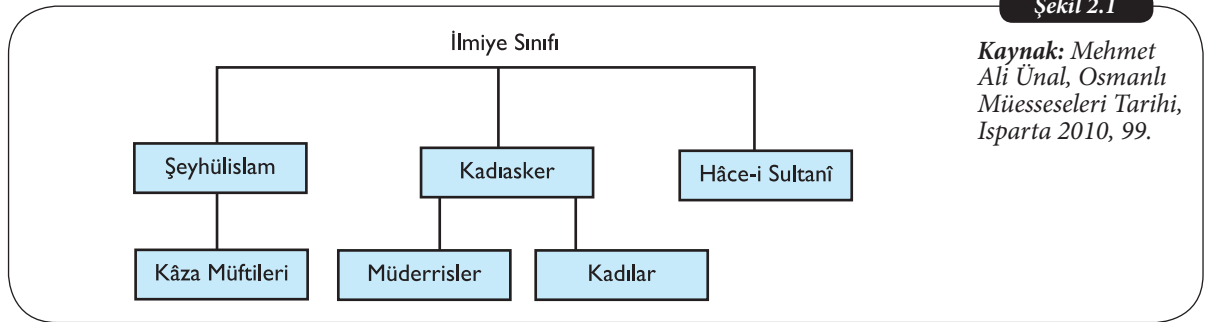 Şekil 2.1
Kaynak: Mehmet
Ali Ünal, Osmanlı
Müesseseleri Tarihi,
Isparta 2010, 99.
İlmiye Sınıfı
Şeyhülislam
Kadıasker
Hâce-i Sultanî
Kâza Müftileri
Müderrisler
Kadılar